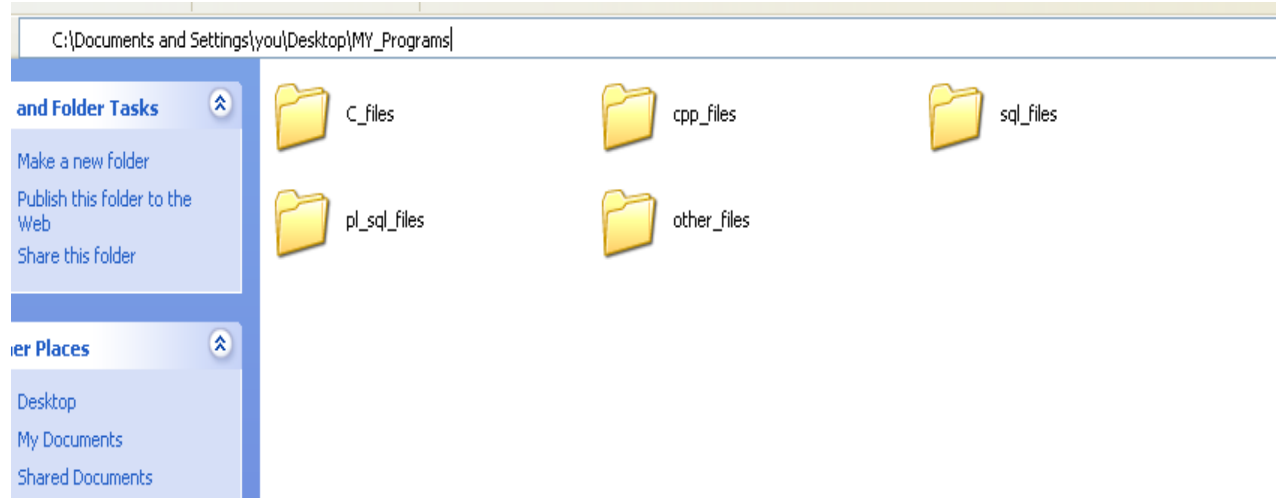 C:\Documents and Settings\you\Desktop\MY_Programs
and Folder Tasks
Make a new folder
Publish this folder to the
Web
Share this folder
er Places
Desktop
My Documents
Shared Documents
C_files
cpp_files
sql_files
pl_sql_files
other_files